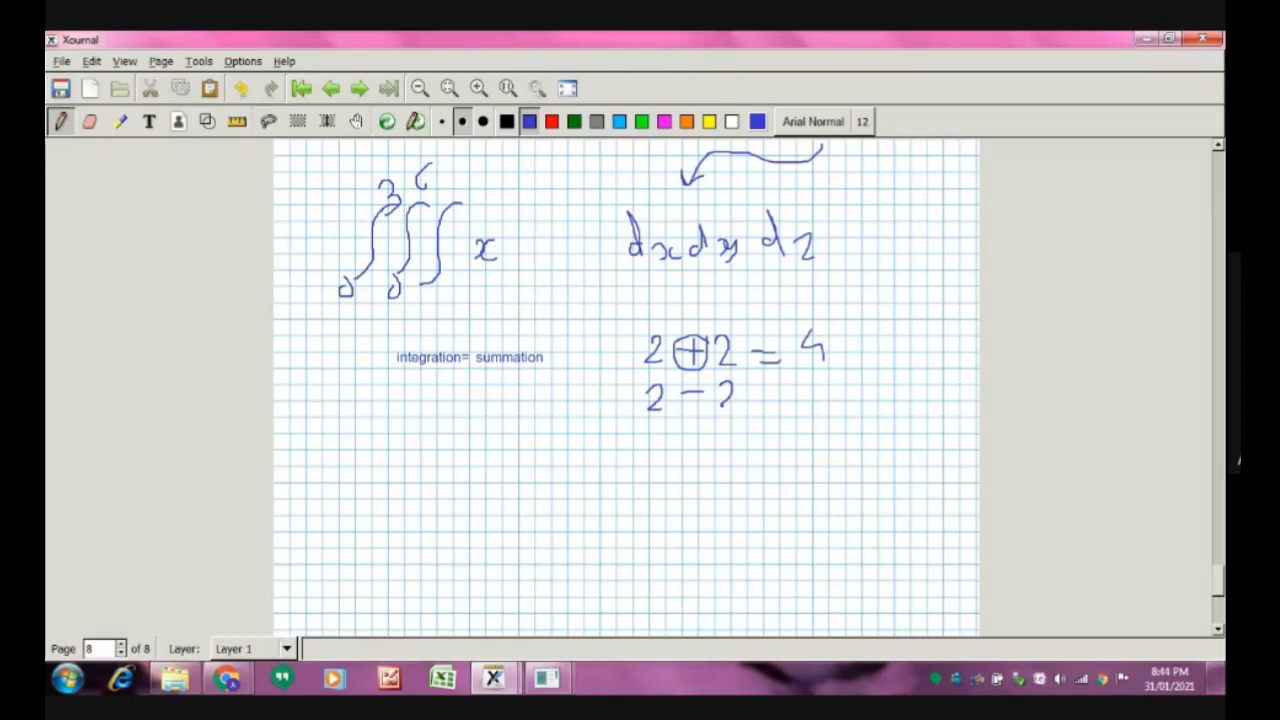 Xournal
File Edit View Page Tools Options Help
T Arial Normal 12
3 6
∫∫∫ x dx dy dz
0 0
2 + 2 = 4
integration= summation
2 - 2
Page 8 of 8 Layer: Layer 1
8:44 PM
31/01/2021